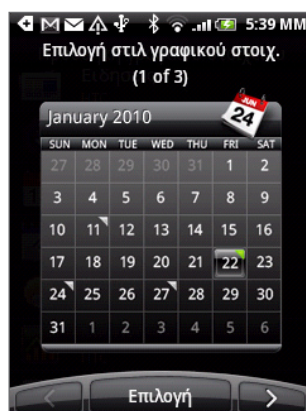 5:39 MM
Επιλογή στιλ γραφικού στοιχ.
(1 of 3)
January 2010
JUN
24
SUN MON TUE WED THU FRI SAT
27 28 29 30 31 1 2
3 4 5 6 7 8 9
10 11 12 13 14 15 16
17 18 19 20 21 22 23
24 25 26 27 28 29 30
31 1 2 3 4 5 6
Επιλογή